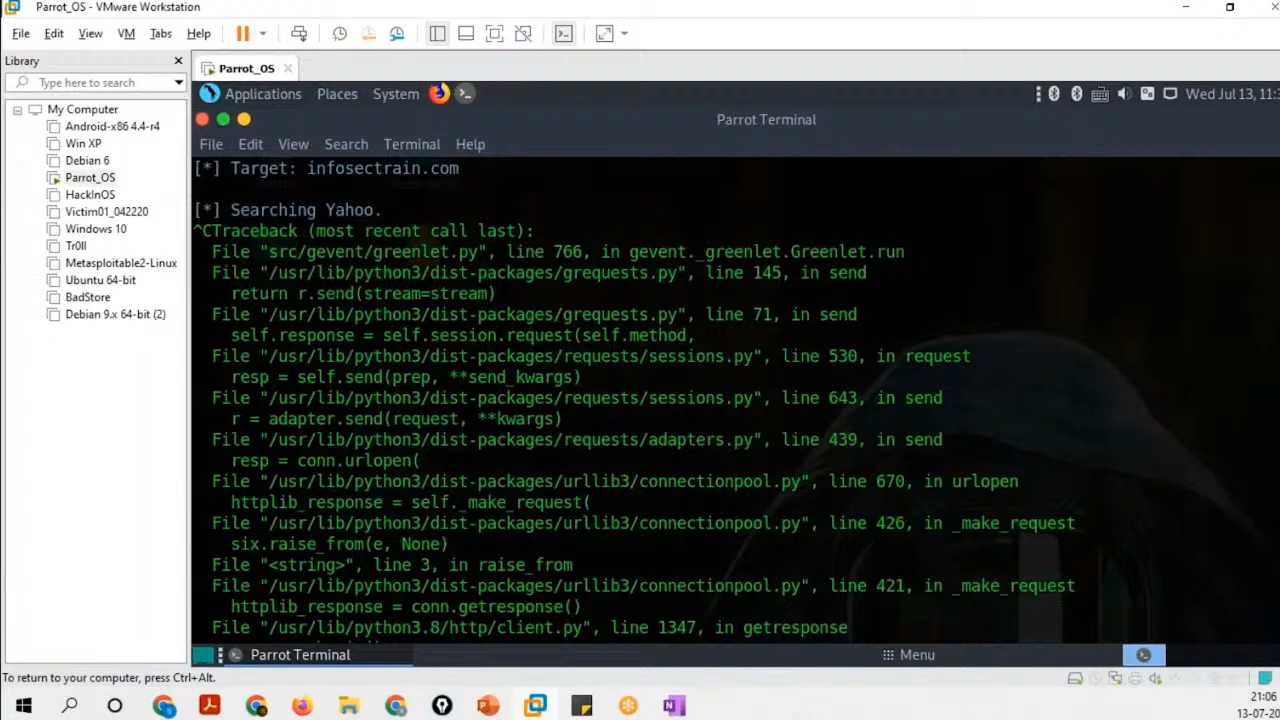 Parrot_OS - VMware Workstation
File Edit View VM Tabs Help
Library
Type here to search
My Computer
Android-x86 4.4-r4
Win XP
Debian 6
Parrot_OS
HackInOS
Victim01_042220
Windows 10
Tr0ll
Metasploitable2-Linux
Ubuntu 64-bit
BadStore
Debian 9.x 64-bit (2)
Parrot_OS
Applications Places System
Wed Jul 13, 11:3
Parrot Terminal
File Edit View Search Terminal Help
[*] Target: infosectrain.com
[*] Searching Yahoo.
^CTraceback (most recent call last):
File "src/gevent/greenlet.py", line 766, in gevent._greenlet.Greenlet.run
File "/usr/lib/python3/dist-packages/grequests.py", line 145, in send
return r.send(stream=stream)
File "/usr/lib/python3/dist-packages/grequests.py", line 71, in send
self.response = self.session.request(self.method,
File "/usr/lib/python3/dist-packages/requests/sessions.py", line 530, in request
resp = self.send(prep, **send_kwargs)
File "/usr/lib/python3/dist-packages/requests/sessions.py", line 643, in send
r = adapter.send(request, **kwargs)
File "/usr/lib/python3/dist-packages/requests/adapters.py", line 439, in send
resp = conn.urlopen(
File "/usr/lib/python3/dist-packages/urllib3/connectionpool.py", line 670, in urlopen
httplib_response = self._make_request(
File "/usr/lib/python3/dist-packages/urllib3/connectionpool.py", line 426, in _make_request
six.raise_from(e, None)
File "<string>", line 3, in raise_from
File "/usr/lib/python3/dist-packages/urllib3/connectionpool.py", line 421, in _make_request
httplib_response = conn.getresponse()
File "/usr/lib/python3.8/http/client.py", line 1347, in getresponse
Parrot Terminal
Menu
To return to your computer, press Ctrl+Alt.
21:06
13-07-20